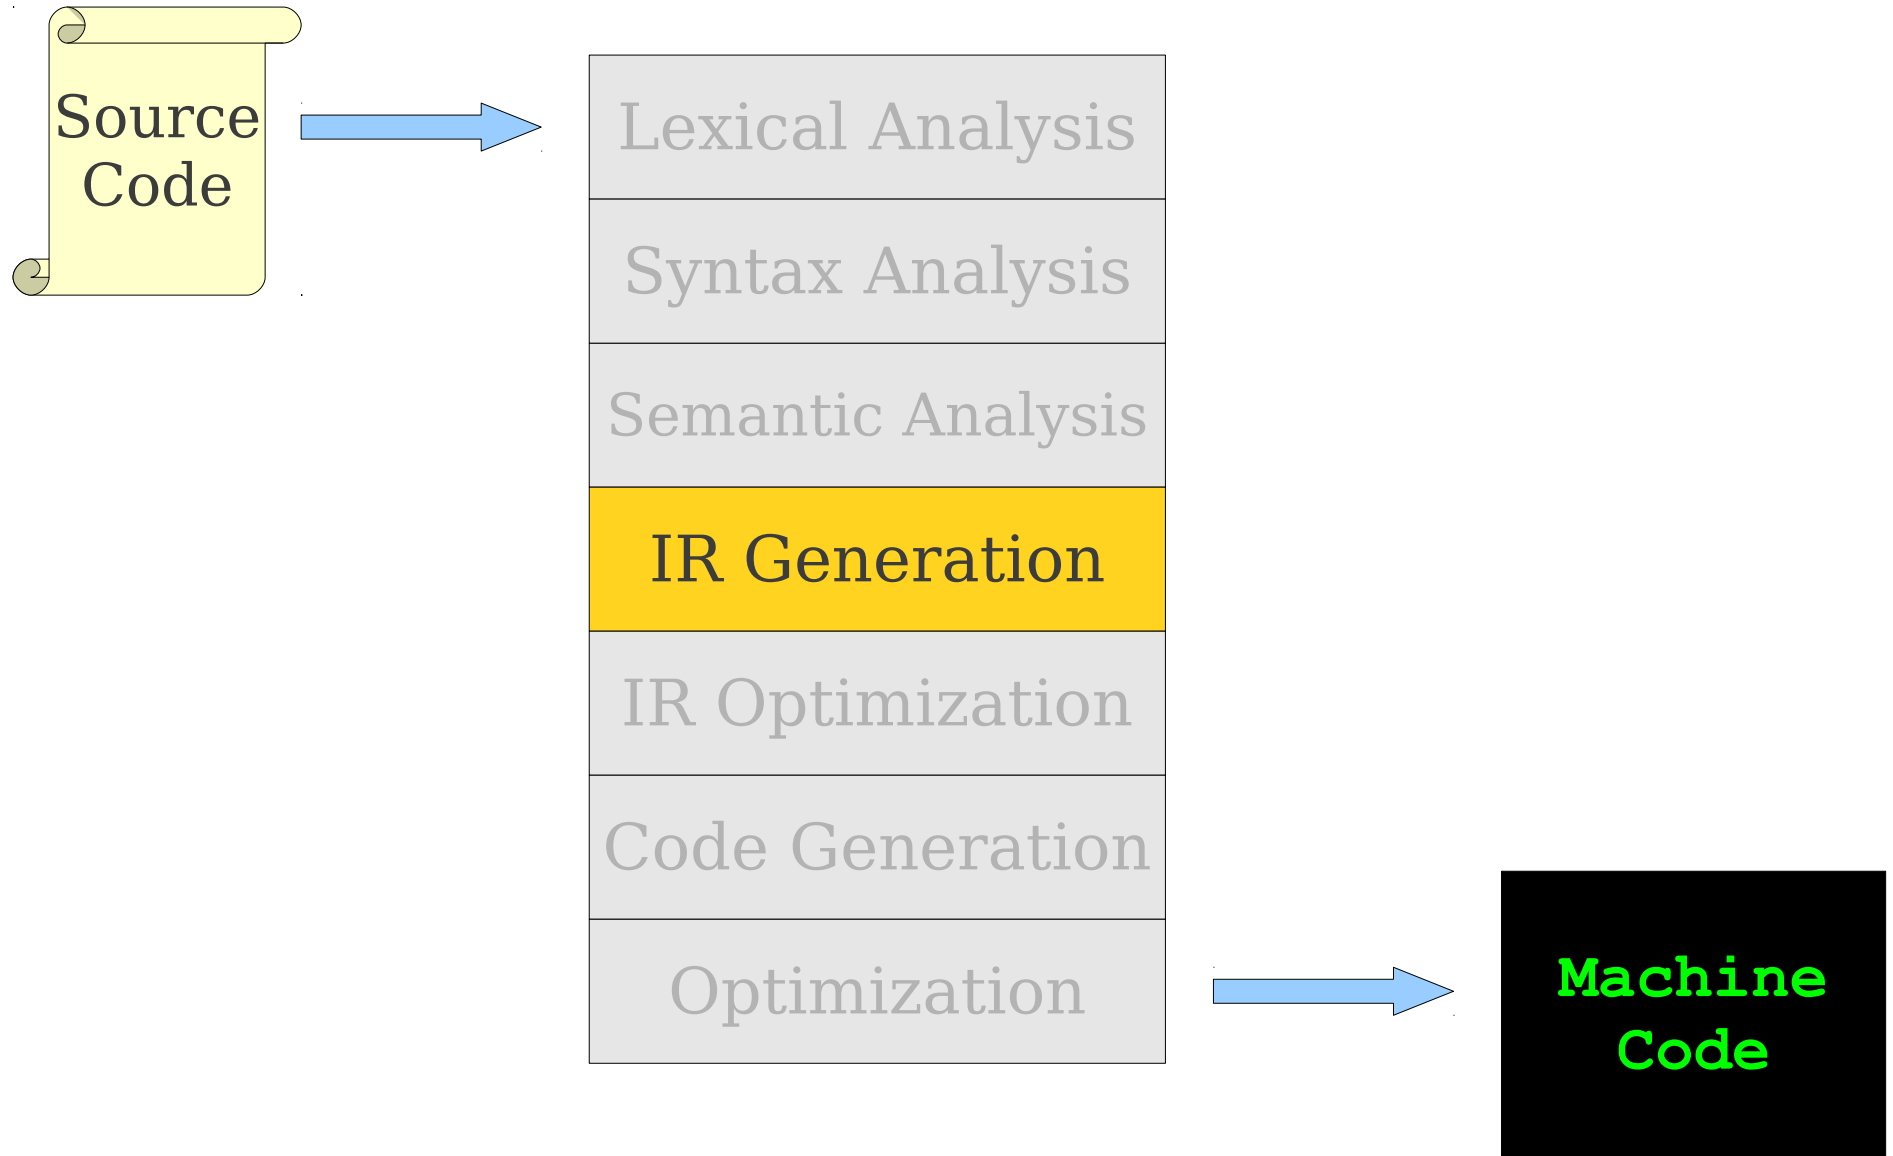 Source
Code
Lexical Analysis
Syntax Analysis
Semantic Analysis
IR Generation
IR Optimization
Code Generation
Optimization
Machine
Code